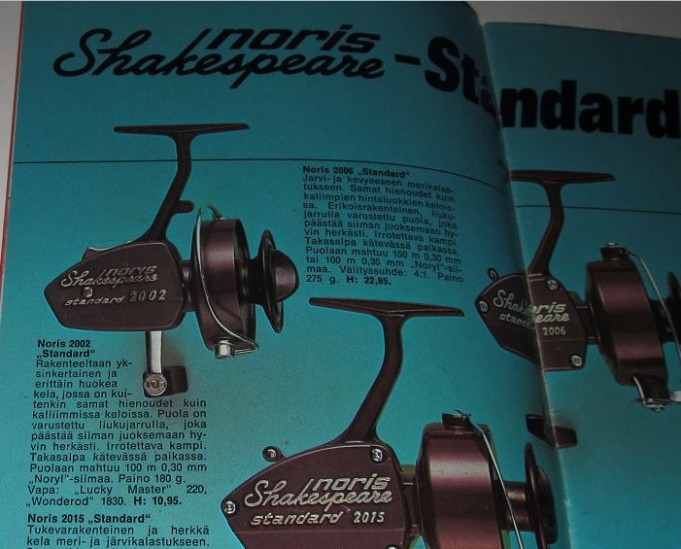 noris
Shakespeare -Standard
Noris 2006 „Standard“
Järvi- ja kevyeseen merikalas-
tukseen. Samat hienoudet kuin
kalliimpien hintaluokkien kelois-
sa. Erikoisrakenteinen, liuku-
jarrulla varustettu puola, joka
päästää siiman juoksemaan hy-
vin herkästi. Irrotettava kampi.
Takasalpa kätevässä paikassa.
Puolaan mahtuu 150 m 0,30 mm
tai 100 m 0,35 mm „Noryl“-sii-
maa. Välityssuhde: 4:1. Paino
275 g. H: 22,85.
noris
Shakespeare
standard 2002
noris
standard
2006
Noris 2002
„Standard“
Rakenteeltaan yk-
sinkertainen ja
erittäin huokea
kela, jossa on kui-
tenkin samat hienoudet kuin
kalliimmissa keloissa. Puola on
varustettu liukujarrulla, joka
päästää siiman juoksemaan hy-
vin herkästi. Irrotettava kampi.
Takasalpa kätevässä paikassa.
Puolaan mahtuu 100 m 0,30 mm
„Noryl“-siimaa. Paino 180 g.
Vapa: „Lucky Master“ 220,
„Wonderod“ 1830. H: 10,95.
noris
Shakespeare
standard 2015
Noris 2015 „Standard“
Tukevarakenteinen ja herkkä
kela meri- ja järvikalastukseen.